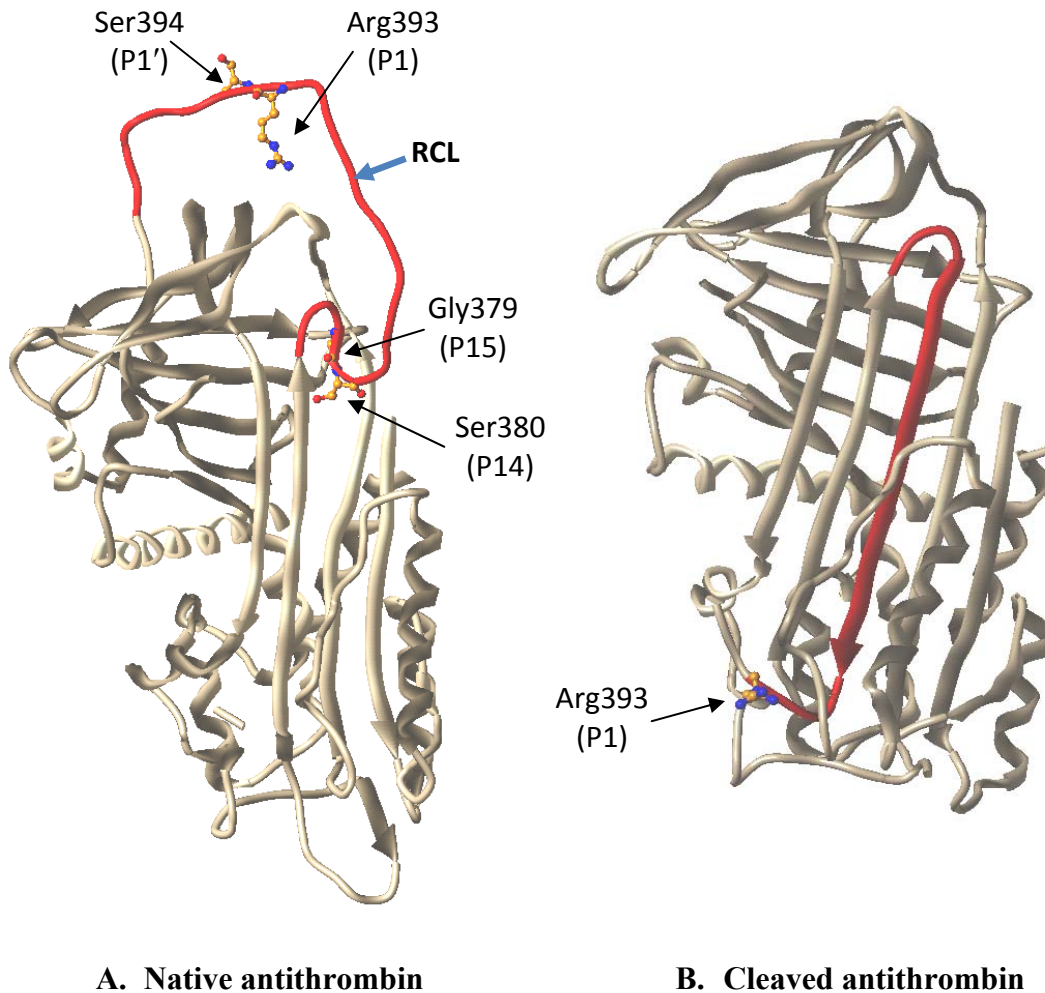 Ser394
(P1′)
Arg393
(P1)
RCL
Gly379
(P15)
Ser380
(P14)
Arg393
(P1)
A. Native antithrombin
B. Cleaved antithrombin